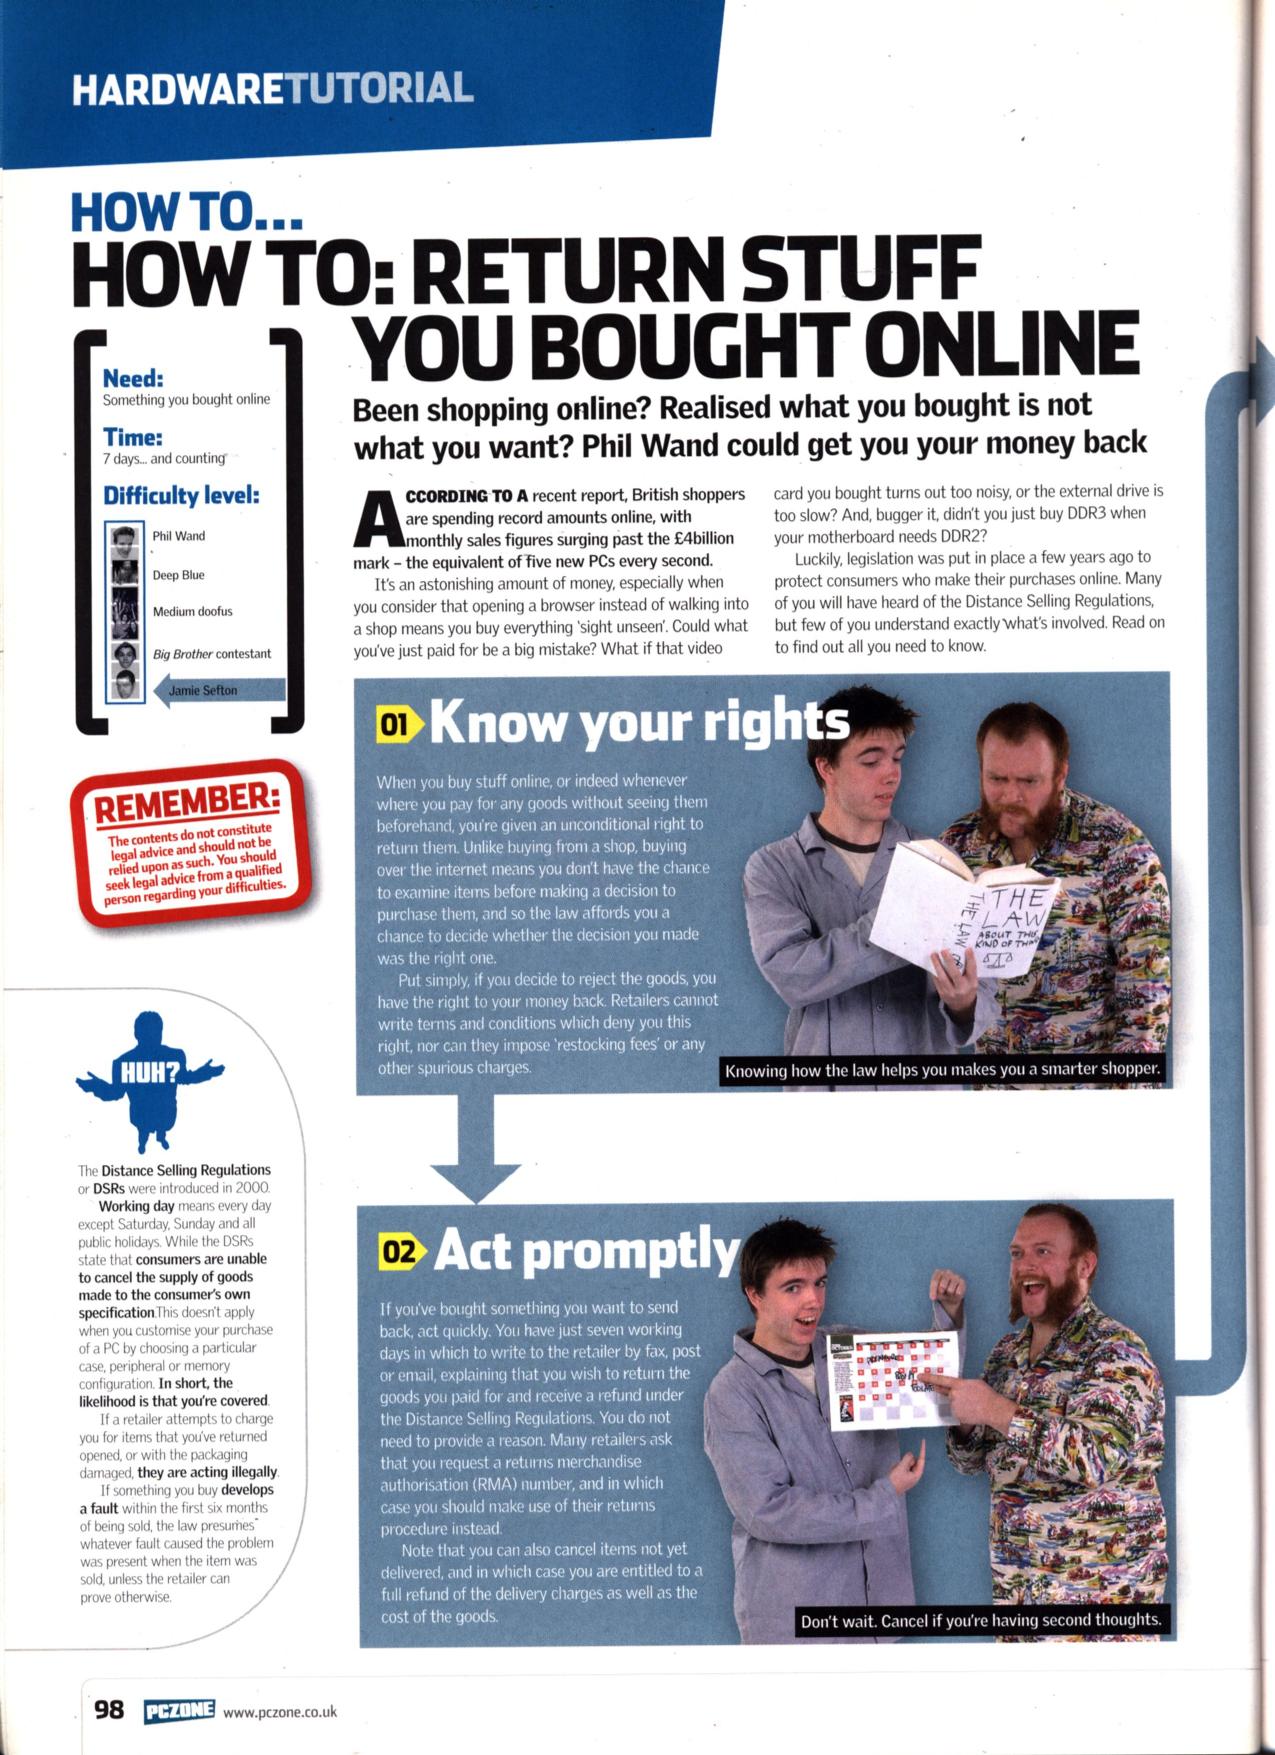 HARDWARETUTORIAL
HOW TO...
HOW TO: RETURN STUFF
YOU BOUGHT ONLINE
Need:
Something you bought online
Time:
7 days... and counting
Difficulty level:
Phil Wand
Deep Blue
Medium doofus
Big Brother contestant
Jamie Sefton
REMEMBER:
The contents do not constitute
legal advice and should not be
relied upon as such. You should
seek legal advice from a qualified
person regarding your difficulties.
HUH?
The Distance Selling Regulations
or DSRs were introduced in 2000.
Working day means every day
except Saturday, Sunday and all
public holidays. While the DSRs
state that consumers are unable
to cancel the supply of goods
made to the consumer's own
specification.This doesn't apply
when you customise your purchase
of a PC by choosing a particular
case, peripheral or memory
configuration. In short, the
likelihood is that you're covered.
If a retailer attempts to charge
you for items that you've returned
opened, or with the packaging
damaged, they are acting illegally.
If something you buy develops
a fault within the first six months
of being sold, the law presumes
whatever fault caused the problem
was present when the item was
sold, unless the retailer can
prove otherwise.
Been shopping online? Realised what you bought is not
what you want? Phil Wand could get you your money back
ACCORDING TO A recent report, British shoppers
are spending record amounts online, with
monthly sales figures surging past the £4billion
mark – the equivalent of five new PCs every second.
It's an astonishing amount of money, especially when
you consider that opening a browser instead of walking into
a shop means you buy everything 'sight unseen'. Could what
you've just paid for be a big mistake? What if that video
card you bought turns out too noisy, or the external drive is
too slow? And, bugger it, didn't you just buy DDR3 when
your motherboard needs DDR2?
Luckily, legislation was put in place a few years ago to
protect consumers who make their purchases online. Many
of you will have heard of the Distance Selling Regulations,
but few of you understand exactly what's involved. Read on
to find out all you need to know.
01 Know your rights
When you buy stuff online, or indeed whenever
where you pay for any goods without seeing them
beforehand, you're given an unconditional right to
return them. Unlike buying from a shop, buying
over the internet means you don't have the chance
to examine items before making a decision to
purchase them, and so the law affords you a
chance to decide whether the decision you made
was the right one.
Put simply, if you decide to reject the goods, you
have the right to your money back. Retailers cannot
write terms and conditions which deny you this
right, nor can they impose 'restocking fees' or any
other spurious charges.
THE LAW
THE
LAW
ABOUT THIS
KIND OF THING
Knowing how the law helps you makes you a smarter shopper.
02 Act promptly
If you've bought something you want to send
back, act quickly. You have just seven working
days in which to write to the retailer by fax, post
or email, explaining that you wish to return the
goods you paid for and receive a refund under
the Distance Selling Regulations. You do not
need to provide a reason. Many retailers ask
that you request a returns merchandise
authorisation (RMA) number, and in which
case you should make use of their returns
procedure instead.
Note that you can also cancel items not yet
delivered, and in which case you are entitled to a
full refund of the delivery charges as well as the
cost of the goods.
Don't wait. Cancel if you're having second thoughts.
98 PCZONE www.pczone.co.uk